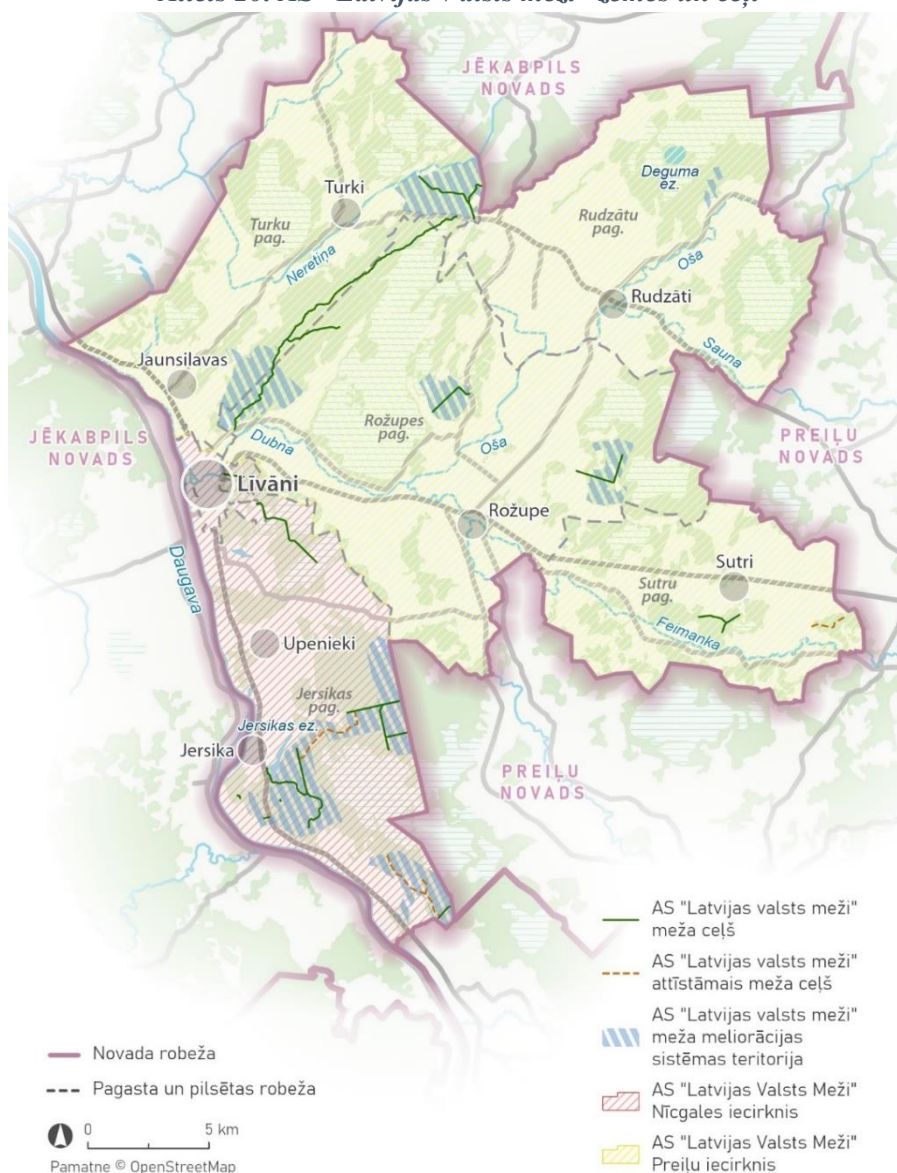 JĒKABPILS
NOVADS
Deguma
ez.
Turki
Turku
pag.
Rudzātu
pag.
Neretiņa
Oša
Rudzāti
Sauna
Jaunsilavas
JĒKABPILS
NOVADS
Rožupes
pag.
Oša
PREIĻU
NOVADS
Dubna
Līvāni
Rožupe
Daugava
Sutri
Sutru
pag.
Feimanka
Upenieki
Jersikas
pag.
Jersikas ez.
Jersika
PREIĻU
NOVADS
AS "Latvijas valsts meži"
meža ceļš
AS "Latvijas valsts meži"
attīstāmais meža ceļš
AS "Latvijas valsts meži"
meža meliorācijas
sistēmas teritorija
AS "Latvijas Valsts Meži"
Nīcgales iecirknis
AS "Latvijas Valsts Meži"
Preiļu iecirknis
Novada robeža
Pagasta un pilsētas robeža
0 5 km
Pamatne © OpenStreetMap